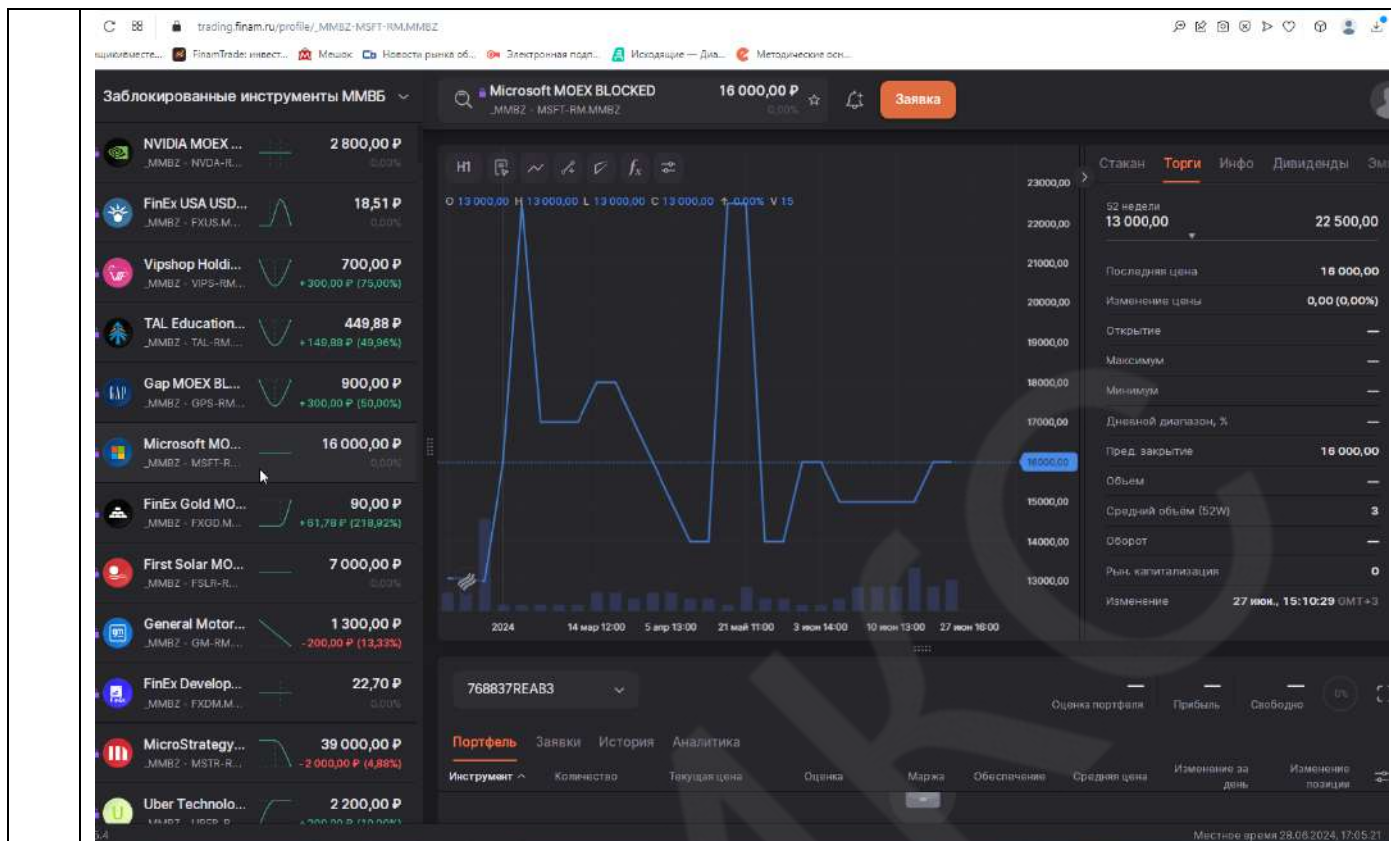 trading.finam.ru/profile/_MMBZ-MSFT-RM.MMBZ
FinamTrade: инвест... Мешок Новости рынка об... Электронная подп... Исходящие — Диа... Методические осн...
Заблокированные инструменты ММВБ
Microsoft MOEX BLOCKED 16 000,00 ₽
_MMBZ - MSFT-RM.MMBZ 0,00%
Заявка
NVIDIA MOEX ... 2 800,00 ₽
_MMBZ - NVDA-R... 0,00%
FinEx USA USD... 18,51 ₽
_MMBZ - FXUS.M... 0,00%
Vipshop Holdi... 700,00 ₽
_MMBZ - VIPS-RM... +300,00 ₽ (75,00%)
TAL Education... 449,88 ₽
_MMBZ - TAL-RM.... +149,88 ₽ (49,96%)
Gap MOEX BL... 900,00 ₽
_MMBZ - GPS-RM... +300,00 ₽ (50,00%)
Microsoft MO... 16 000,00 ₽
_MMBZ - MSFT-R... 0,00%
FinEx Gold MO... 90,00 ₽
_MMBZ - FXGD.M... +61,78 ₽ (218,92%)
First Solar MO... 7 000,00 ₽
_MMBZ - FSLR-R... 0,00%
General Motor... 1 300,00 ₽
_MMBZ - GM-RM.... -200,00 ₽ (13,33%)
FinEx Develop... 22,70 ₽
_MMBZ - FXDM.M... 0,00%
MicroStrategy... 39 000,00 ₽
_MMBZ - MSTR-R... -2 000,00 ₽ (4,88%)
Uber Technolo... 2 200,00 ₽
H1
O 13 000,00 H 13 000,00 L 13 000,00 C 13 000,00 0,00% V 15
23000,00
22000,00
21000,00
20000,00
19000,00
18000,00
17000,00
16000,00
15000,00
14000,00
13000,00
2024 14 мар 12:00 5 апр 13:00 21 май 11:00 3 июн 14:00 10 июн 13:00 27 июн 16:00
Стакан Торги Инфо Дивиденды
52 недели
13 000,00 22 500,00
Последняя цена 16 000,00
Изменение цены 0,00 (0,00%)
Открытие —
Максимум —
Минимум —
Дневной диапазон, % —
Пред. закрытие 16 000,00
Объем —
Средний объём (52W) 3
Оборот —
Рын. капитализация 0
Изменение 27 июн., 15:10:29 GMT+3
768837REAB3
— — — 0%
Оценка портфеля Прибыль Свободно
Портфель Заявки История Аналитика
Инструмент Количество Текущая цена Оценка Маржа Обеспечение Средняя цена Изменение за день Изменение позиции
Местное время 28.06.2024, 17:05:21